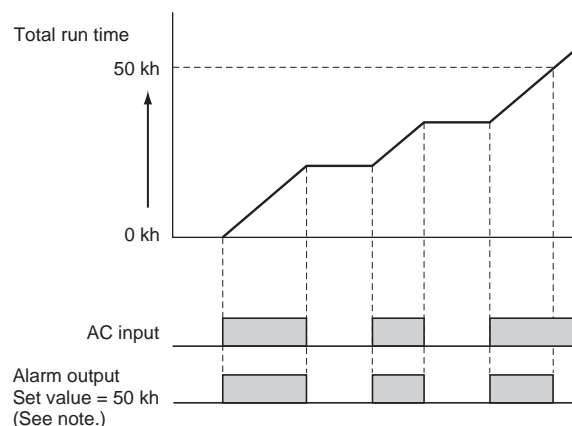 Total run time
50 kh
0 kh
AC input
Alarm output
Set value = 50 kh
(See note.)